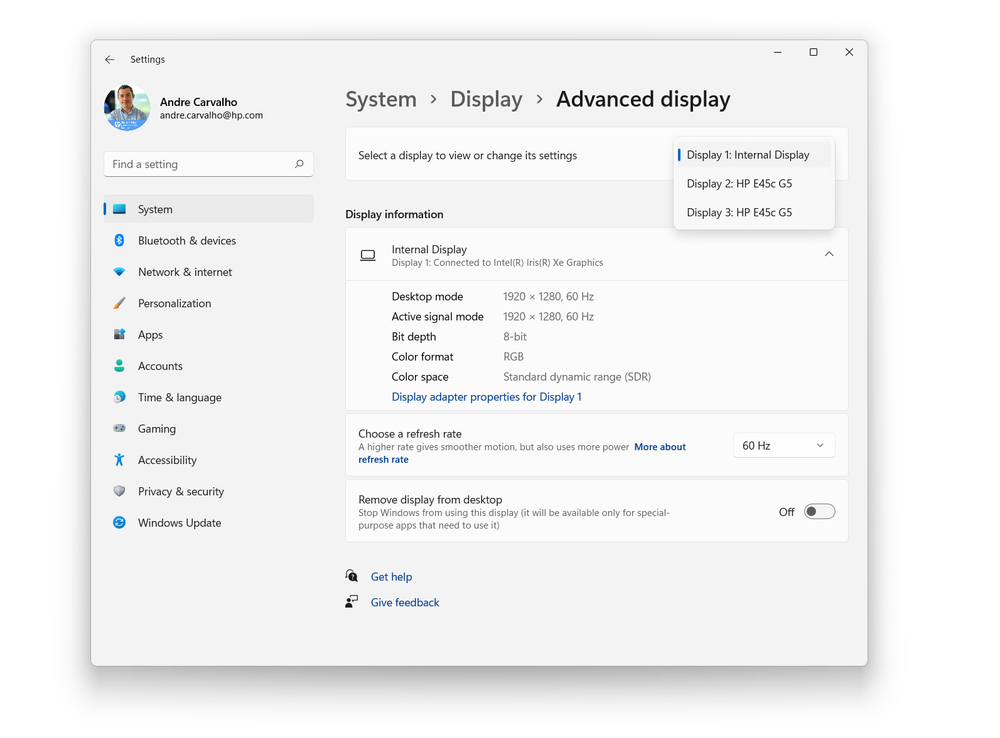 Settings
Andre Carvalho
andre.carvalho@hp.com
Find a setting
System
Bluetooth & devices
Network & internet
Personalization
Apps
Accounts
Time & language
Gaming
Accessibility
Privacy & security
Windows Update
System > Display > Advanced display
Select a display to view or change its settings
Display 1: Internal Display
Display 2: HP E45c G5
Display 3: HP E45c G5
Display information
Internal Display
Display 1: Connected to Intel(R) Iris(R) Xe Graphics
Desktop mode 1920 × 1280, 60 Hz
Active signal mode 1920 × 1280, 60 Hz
Bit depth 8-bit
Color format RGB
Color space Standard dynamic range (SDR)
Display adapter properties for Display 1
Choose a refresh rate
A higher rate gives smoother motion, but also uses more power More about
refresh rate
60 Hz
Remove display from desktop
Stop Windows from using this display (it will be available only for special-
purpose apps that need to use it)
Off
Get help
Give feedback